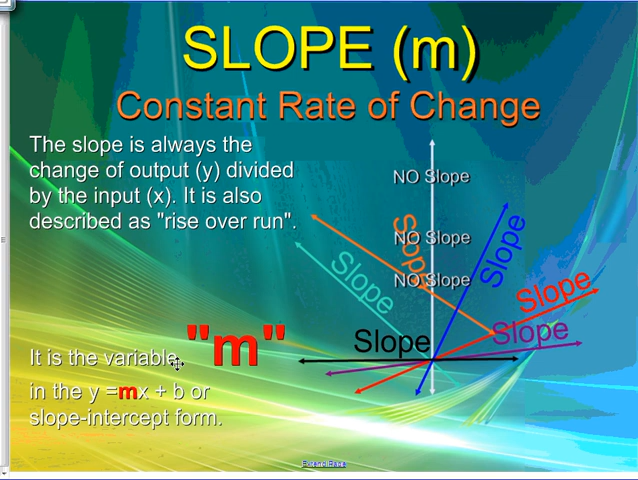 SLOPE (m)
Constant Rate of Change
The slope is always the
change of output (y) divided
by the input (x). It is also
described as "rise over run".
NO Slope
NO Slope
NO Slope
Slope
Slope
Slope
Slope
Slope
Slope
It is the variable "m"
in the y =mx + b or
slope-intercept form.